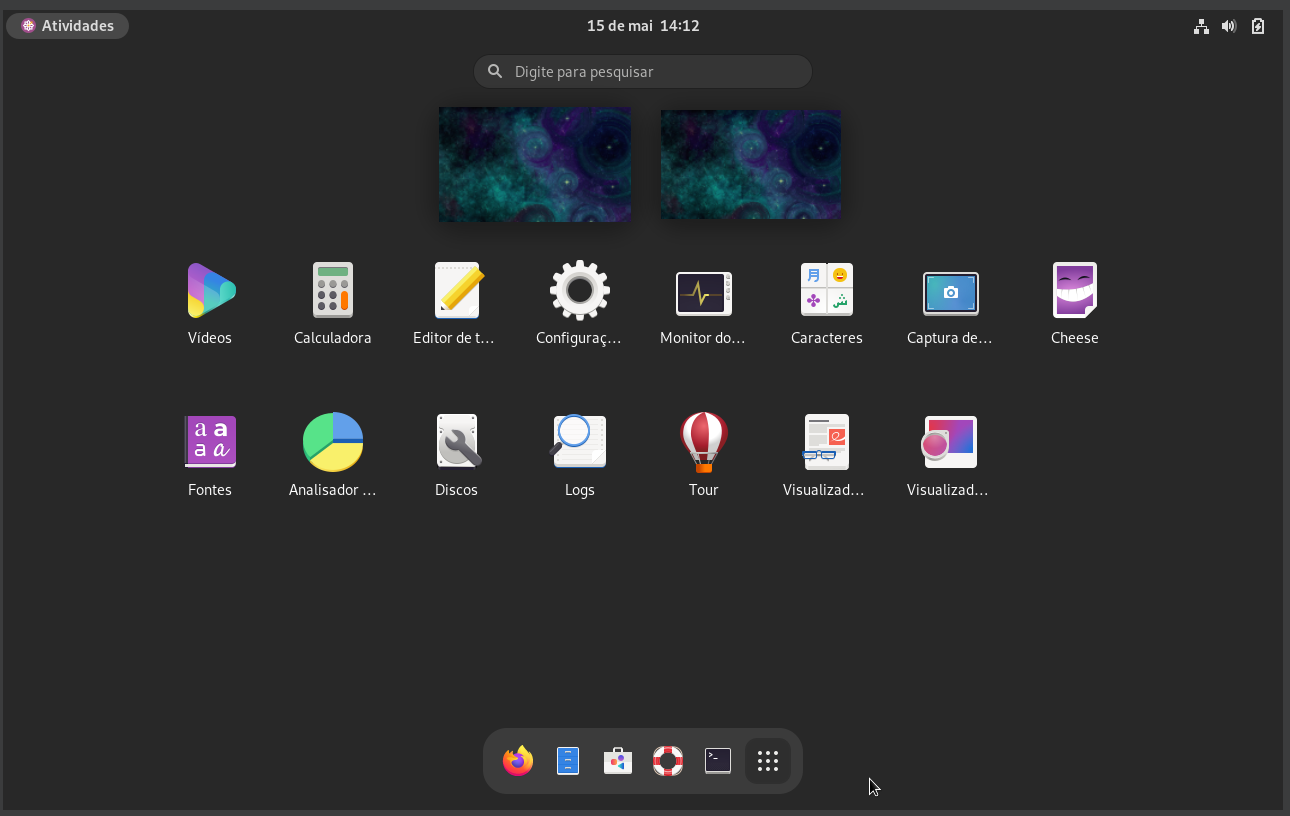 Atividades
15 de mai 14:12
Digite para pesquisar
Vídeos
Calculadora
Editor de t...
Configuraç...
Monitor do...
Caracteres
Captura de...
Cheese
Fontes
Analisador ...
Discos
Logs
Tour
Visualizad...
Visualizad...